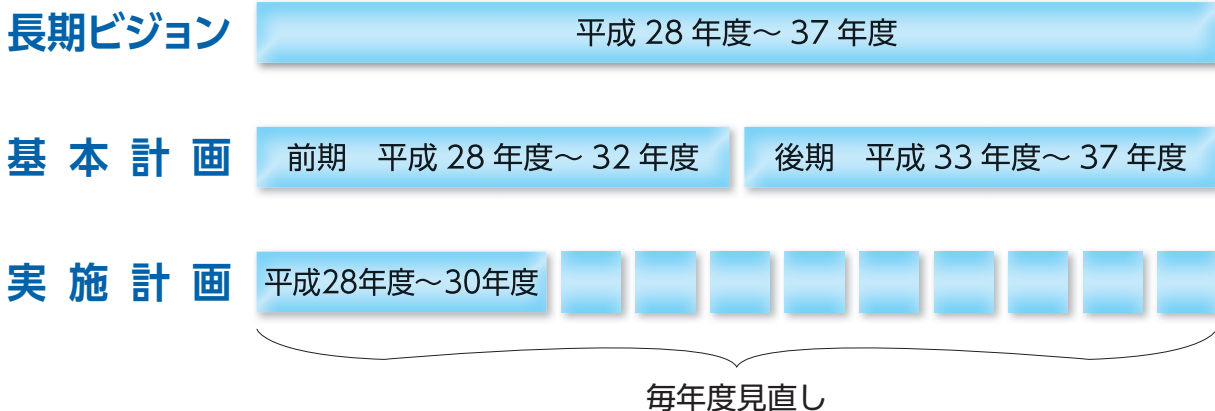 長期ビジョン 平成 28 年度～ 37 年度
基本計画 前期　平成 28 年度～ 32 年度 後期　平成 33 年度～ 37 年度
実施計画 平成28年度～30年度
毎年度見直し